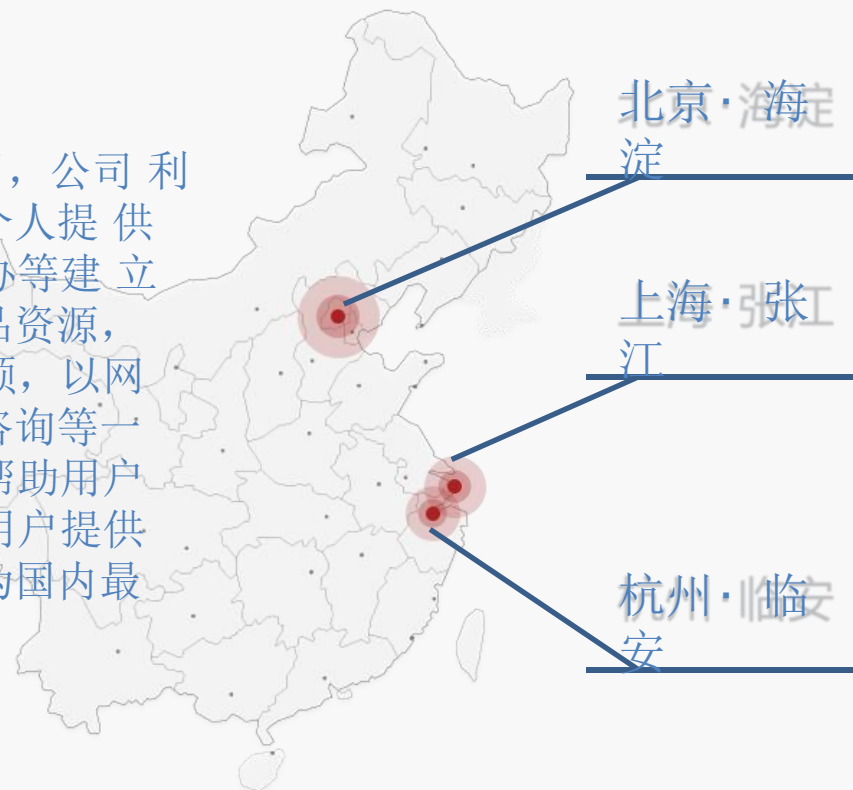 ，公司 利
个人提 供
办等建 立
品资源，
页，以网
咨询等一
帮助用户
用户提供
为国内最
北京· 海
淀
上海· 张
江
杭州· 临
安